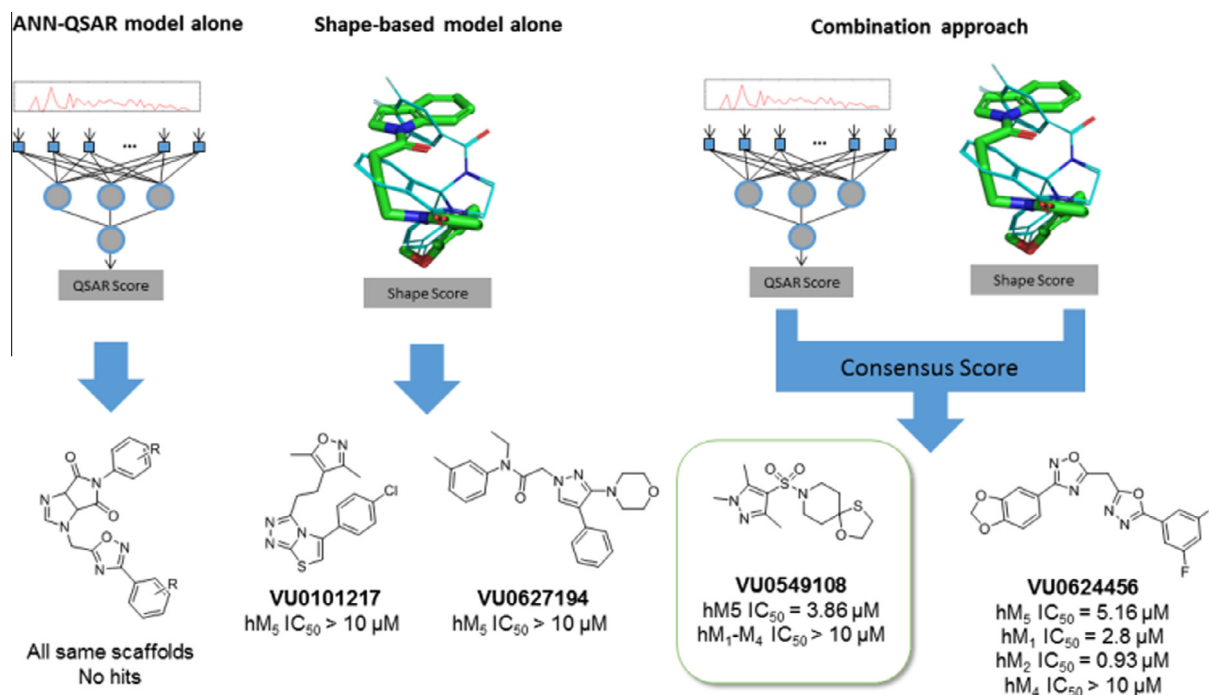 ANN-QSAR model alone
Shape-based model alone
Combination approach
...
QSAR Score
Shape Score
...
QSAR Score
Shape Score
Consensus Score
O
N
R
O
N
N
N
O
O
N
N
R
All same scaffolds
No hits
O
N
Cl
N
N
N
S
VU0101217
hM₅ IC₅₀ > 10 µM
N
O
N
N
N
O
VU0627194
hM₅ IC₅₀ > 10 µM
O
O
S
N
N
N
S
O
VU0549108
hM5 IC₅₀ = 3.86 µM
hM₁-M₄ IC₅₀ > 10 µM
N
O
N
O
O
O
N
N
F
VU0624456
hM₅ IC₅₀ = 5.16 µM
hM₁ IC₅₀ = 2.8 µM
hM₂ IC₅₀ = 0.93 µM
hM₄ IC₅₀ > 10 µM